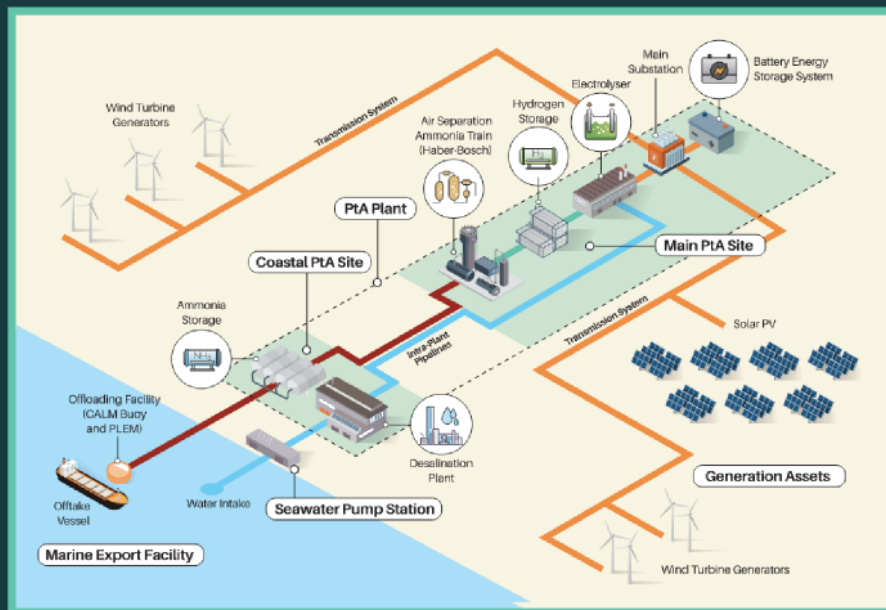 Wind Turbine
Generators
Transmission System
Air Separation
Ammonia Train
(Haber-Bosch)
Hydrogen
Storage
H₂
Electrolyser
Main
Substation
Battery Energy
Storage System
PtA Plant
Coastal PtA Site
Main PtA Site
Ammonia
Storage
NH₃
Intra-Plant
Pipelines
Transmission System
Solar PV
Offloading Facility
(CALM Buoy
and PLEM)
Desalination
Plant
Offtake
Vessel
Water Intake
Seawater Pump Station
Generation Assets
Marine Export Facility
Wind Turbine Generators